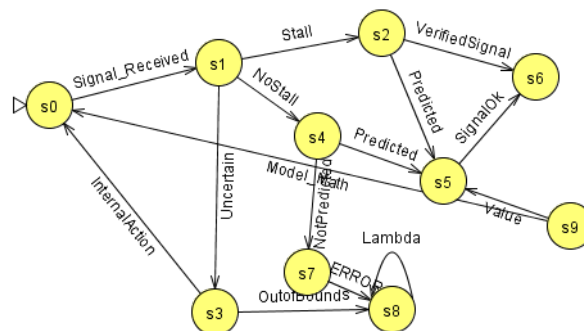 Stall
s2
VerifiedSignal
Signal_Received
s1
s6
NoStall
Predicted
SignalOk
s0
s4
Predicted
Model_Math
s5
Uncertain
NotPredicted
Value
s9
InternalAction
Lambda
s7
ERROR
OutofBounds
s3
s8